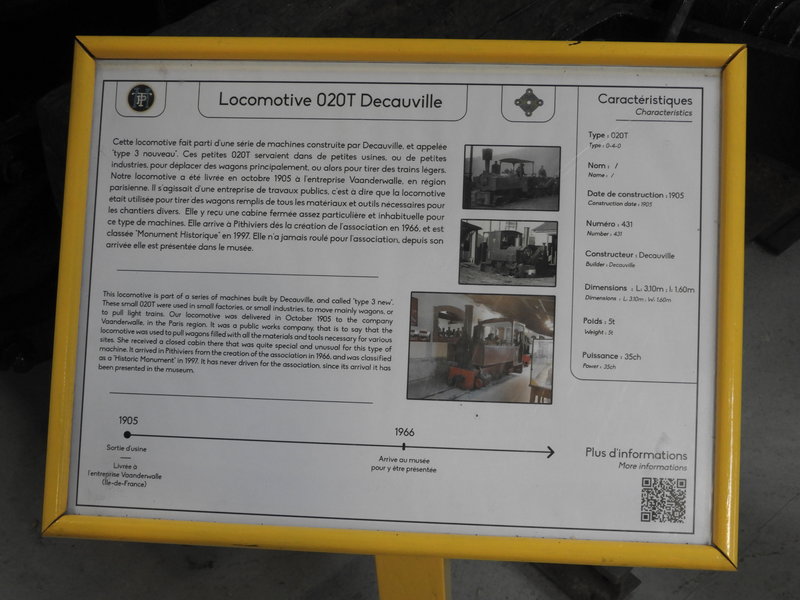 Locomotive 020T Decauville
Cette locomotive fait parti d'une série de machines construite par Decauville, et appelée
"type 3 nouveau". Ces petites 020T servaient dans de petites usines, ou de petites
industries, pour déplacer des wagons principalement, ou alors pour tirer des trains légers.
Notre locomotive a été livrée en octobre 1905 à l'entreprise Vaanderwalle, en région
parisienne. Il s'agissait d'une entreprise de travaux publics, c'est à dire que la locomotive
était utilisée pour tirer des wagons remplis de tous les matériaux et outils nécessaires pour
les chantiers divers. Elle y reçu une cabine fermée assez particulière et inhabituelle pour
ce type de machines. Elle arrive à Pithiviers dès la création de l'association en 1966, et est
classée "Monument Historique" en 1997. Elle n'a jamais roulé pour l'association, depuis son
arrivée elle est présentée dans le musée.
This locomotive is part of a series of machines built by Decauville, and called "type 3 new".
These small 020T were used in small factories, or small industries, to move mainly wagons, or
to pull light trains. Our locomotive was delivered in October 1905 to the company
Vaanderwalle, in the Paris region. It was a public works company, that is to say that the
locomotive was used to pull wagons filled with all the materials and tools necessary for various
sites. She received a closed cabin there that was quite special and unusual for this type of
machine. It arrived in Pithiviers from the creation of the association in 1966, and was classified
as a "Historic Monument" in 1997. It has never driven for the association, since its arrival it has
been presented in the museum.
1905
Sortie d'usine
Livrée à
l'entreprise Vaanderwalle
(Île-de-France)
1966
Arrive au musée
pour y être présentée
Caractéristiques
Characteristics
Type : 020T
Type : 0-4-0
Nom : /
Name : /
Date de construction : 1905
Construction date : 1905
Numéro : 431
Number : 431
Constructeur : Decauville
Builder : Decauville
Dimensions : L: 3.10m ; l: 1.60m
Dimensions : L: 3.10m ; W: 1.60m
Poids : 5t
Weight : 5t
Puissance : 35ch
Power : 35ch
Plus d'informations
More informations